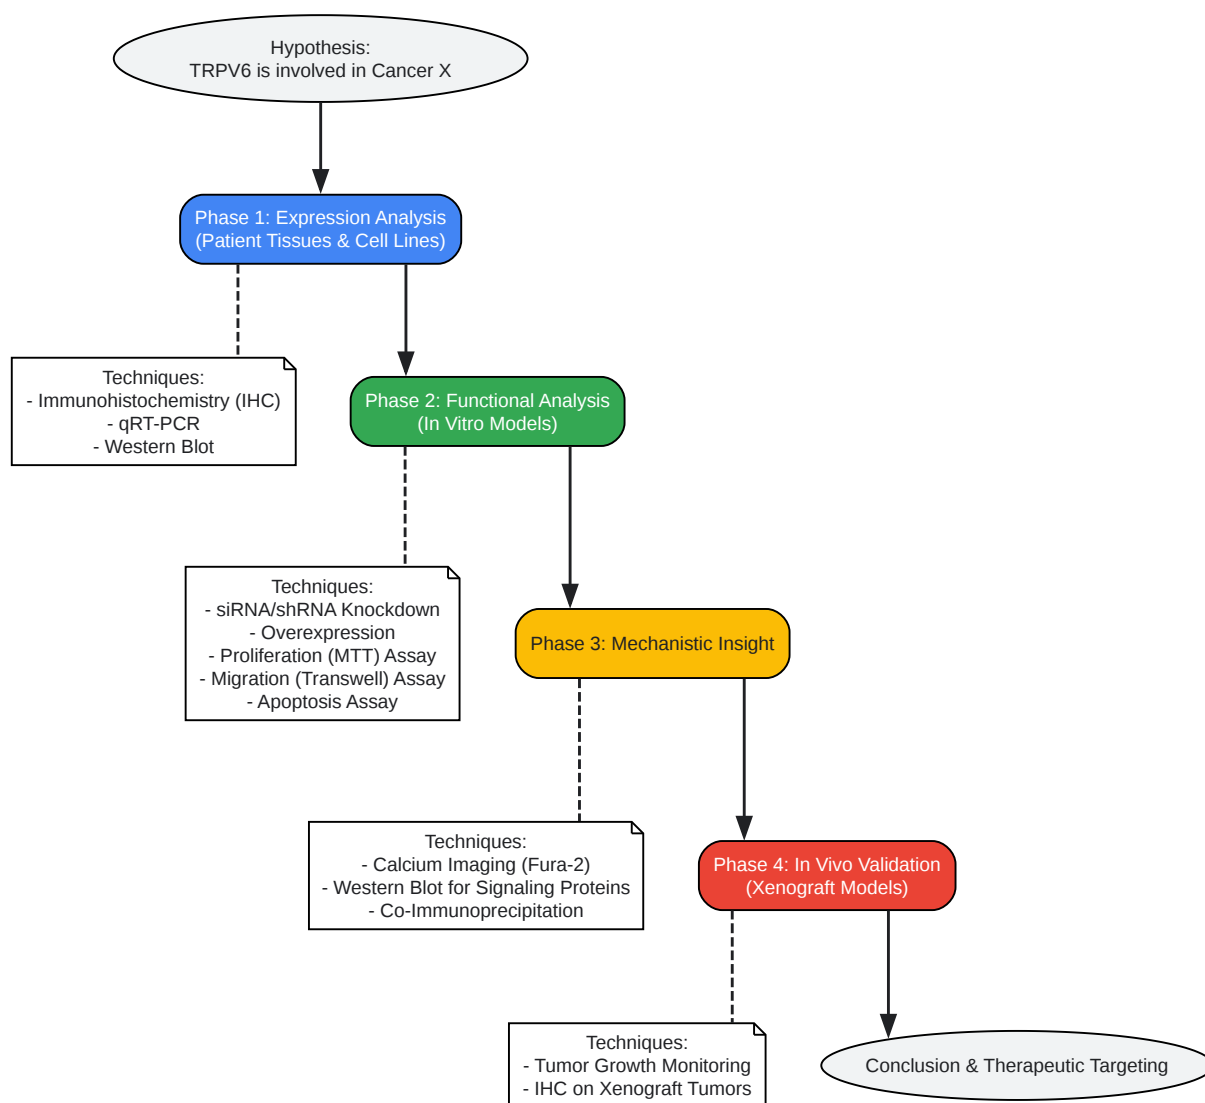 Hypothesis:
TRPV6 is involved in Cancer X
Phase 1: Expression Analysis
(Patient Tissues & Cell Lines)
Techniques:
- Immunohistochemistry (IHC)
- qRT-PCR
- Western Blot
Phase 2: Functional Analysis
(In Vitro Models)
Techniques:
- siRNA/shRNA Knockdown
- Overexpression
- Proliferation (MTT) Assay
- Migration (Transwell) Assay
- Apoptosis Assay
Phase 3: Mechanistic Insight
Techniques:
- Calcium Imaging (Fura-2)
- Western Blot for Signaling Proteins
- Co-Immunoprecipitation
Phase 4: In Vivo Validation
(Xenograft Models)
Techniques:
- Tumor Growth Monitoring
- IHC on Xenograft Tumors
Conclusion & Therapeutic Targeting